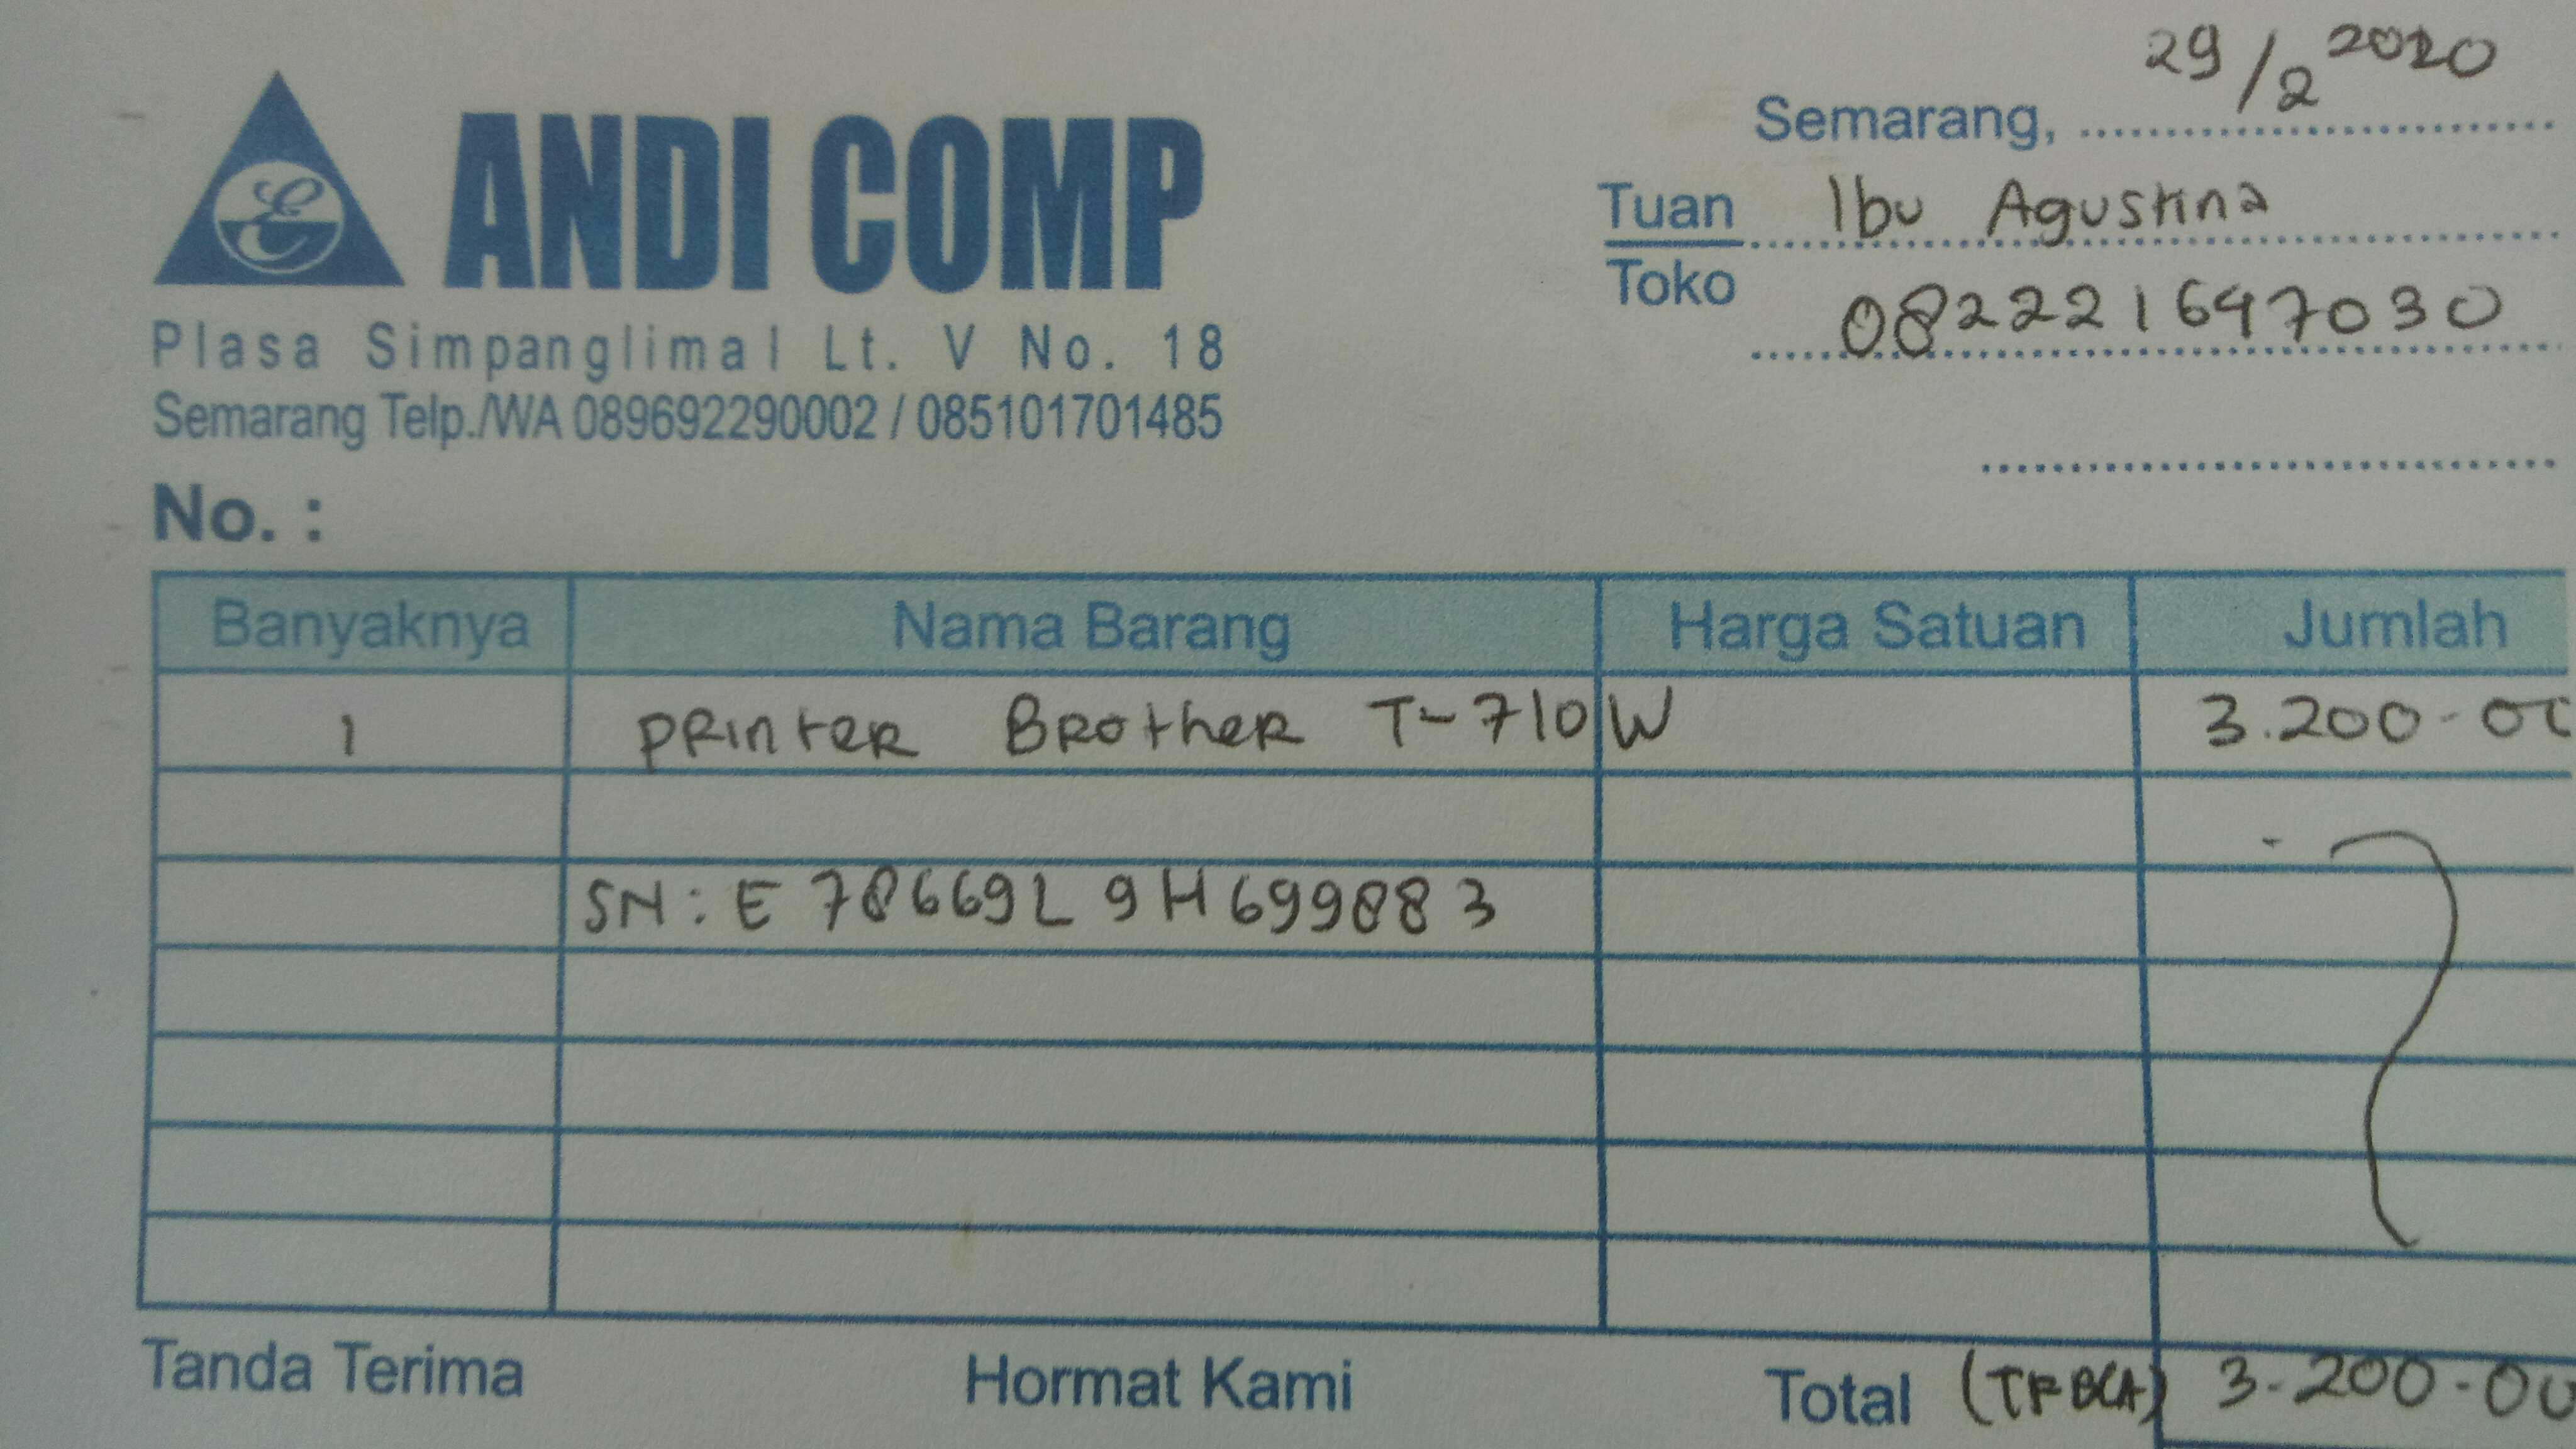 29/2 2020
ANDI COMP
Semarang,
Tuan Ibu Agustina
Toko
082221647030
Plasa Simpanglimal Lt. V No. 18
Semarang Telp./WA 089692290002 / 085101701485
No. :
Banyaknya Nama Barang Harga Satuan Jumlah
1 Printer Brother T-710W 3.200.00
SN: E78669L9H699883
Tanda Terima Hormat Kami Total (TF BCA) 3.200.00